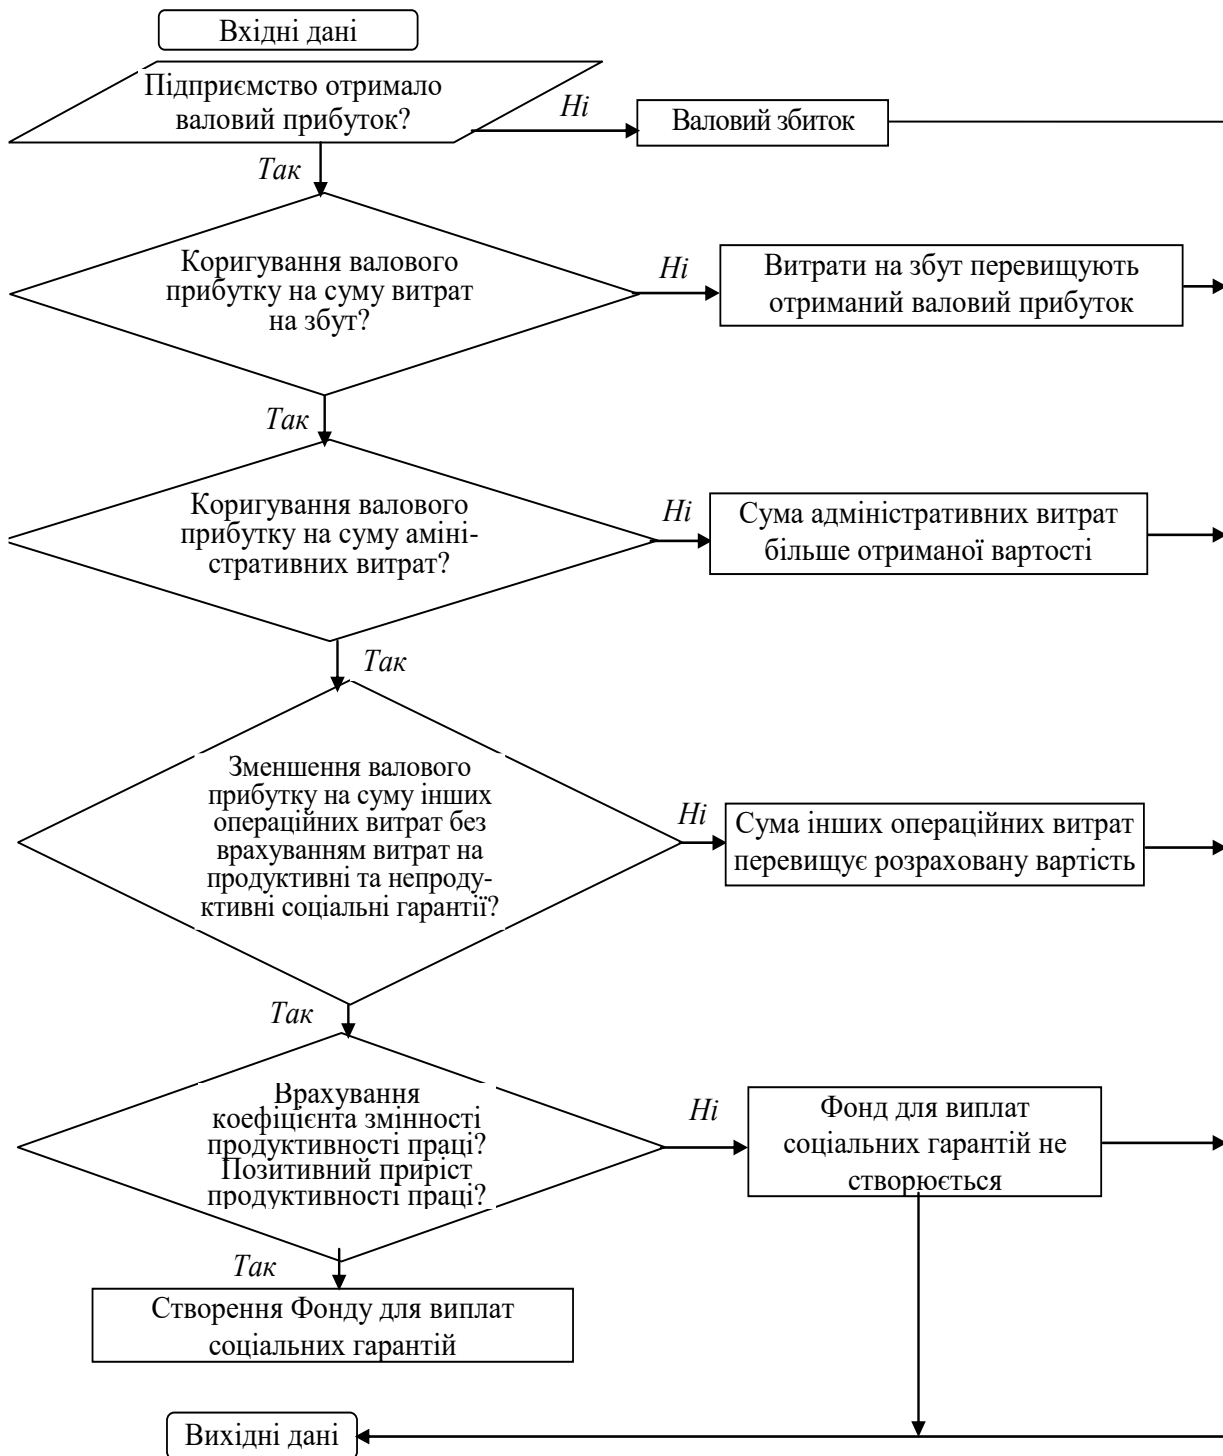 Вхідні дані
Підприємство отримало
валовий прибуток?
Ні
Валовий збиток
Так
Коригування валового
прибутку на суму витрат
на збут?
Ні
Витрати на збут перевищують
отриманий валовий прибуток
Так
Коригування валового
прибутку на суму аміні-
стративних витрат?
Ні
Сума адміністративних витрат
більше отриманої вартості
Так
Зменшення валового
прибутку на суму інших
операційних витрат без
врахуванням витрат на
продуктивні та непроду-
ктивні соціальні гарантії?
Ні
Сума інших операційних витрат
перевищує розраховану вартість
Так
Врахування
коефіцієнта змінності
продуктивності праці?
Позитивний приріст
продуктивності праці?
Ні
Фонд для виплат
соціальних гарантій не
створюється
Так
Створення Фонду для виплат
соціальних гарантій
Вихідні дані